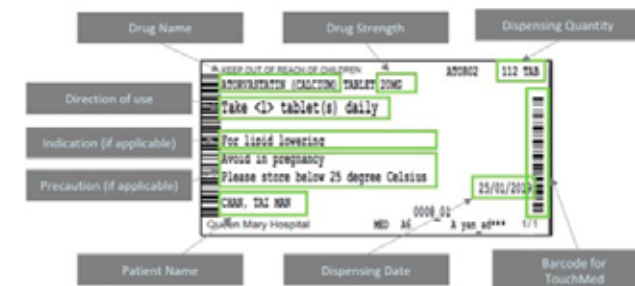 Drug Name
Drug Strength
Dispensing Quantity
KEEP OUT OF REACH OF CHILDREN
ATOR02 112 TAB
ATORVASTATIN (CALCIUM) TABLET 20MG
Direction of use
Take <1> tablet(s) daily
Indication (if applicable)
For lipid lowering
Avoid in pregnancy
Precaution (if applicable)
Please store below 25 degree Celsius
25/01/2019
CHAN, TAI MAN
0008_01
Queen Mary Hospital MED A6 A yan_ad*** 1/1
Patient Name
Dispensing Date
Barcode for
TouchMed